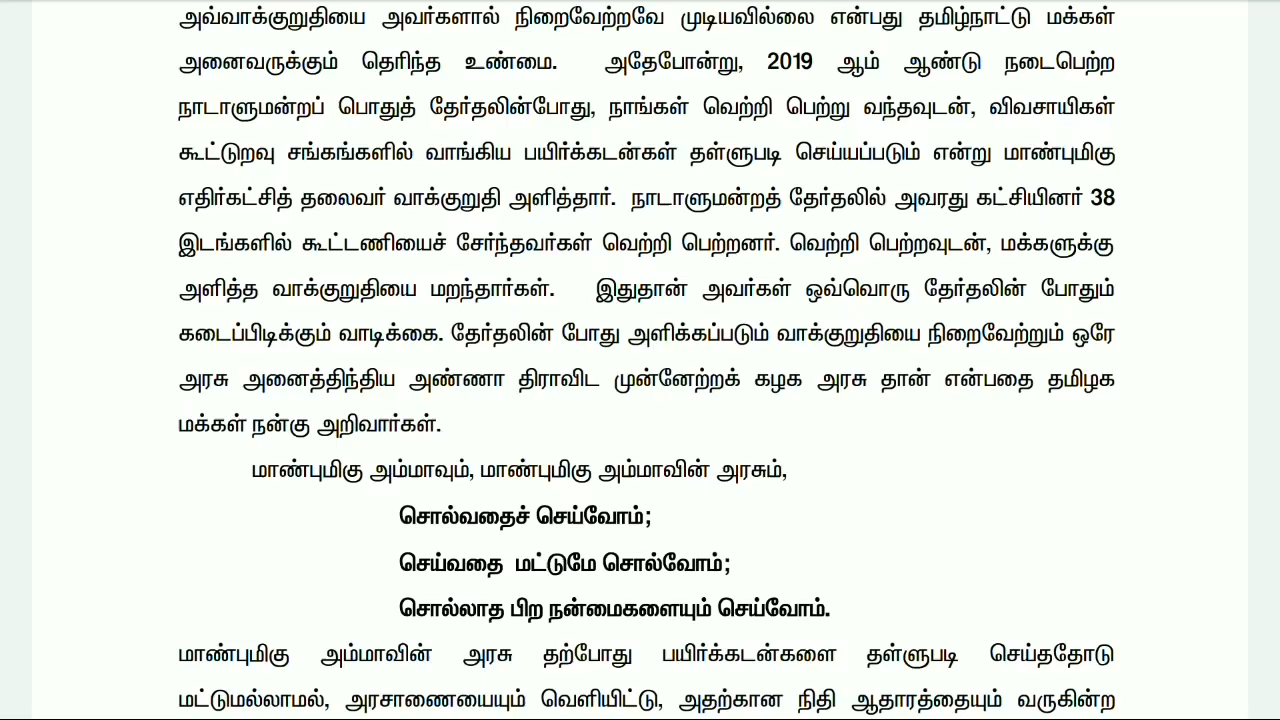 அவ்வாக்குறுதியை அவர்களால் நிறைவேற்றவே முடியவில்லை என்பது தமிழ்நாட்டு மக்கள்
அனைவருக்கும் தெரிந்த உண்மை. அதேபோன்று, 2019 ஆம் ஆண்டு நடைபெற்ற
நாடாளுமன்றப் பொதுத் தேர்தலின்போது, நாங்கள் வெற்றி பெற்று வந்தவுடன், விவசாயிகள்
கூட்டுறவு சங்கங்களில் வாங்கிய பயிர்க்கடன்கள் தள்ளுபடி செய்யப்படும் என்று மாண்புமிகு
எதிர்கட்சித் தலைவர் வாக்குறுதி அளித்தார். நாடாளுமன்றத் தேர்தலில் அவரது கட்சியினர் 38
இடங்களில் கூட்டணியைச் சேர்ந்தவர்கள் வெற்றி பெற்றனர். வெற்றி பெற்றவுடன், மக்களுக்கு
அளித்த வாக்குறுதியை மறந்தார்கள். இதுதான் அவர்கள் ஒவ்வொரு தேர்தலின் போதும்
கடைப்பிடிக்கும் வாடிக்கை. தேர்தலின் போது அளிக்கப்படும் வாக்குறுதியை நிறைவேற்றும் ஒரே
அரசு அனைத்திந்திய அண்ணா திராவிட முன்னேற்றக் கழக அரசு தான் என்பதை தமிழக
மக்கள் நன்கு அறிவார்கள்.
மாண்புமிகு அம்மாவும், மாண்புமிகு அம்மாவின் அரசும்,
சொல்வதைச் செய்வோம்;
செய்வதை மட்டுமே சொல்வோம்;
சொல்லாத பிற நன்மைகளையும் செய்வோம்.
மாண்புமிகு அம்மாவின் அரசு தற்போது பயிர்க்கடன்களை தள்ளுபடி செய்ததோடு
மட்டுமல்லாமல், அரசாணையையும் வெளியிட்டு, அதற்கான நிதி ஆதாரத்தையும் வருகின்ற